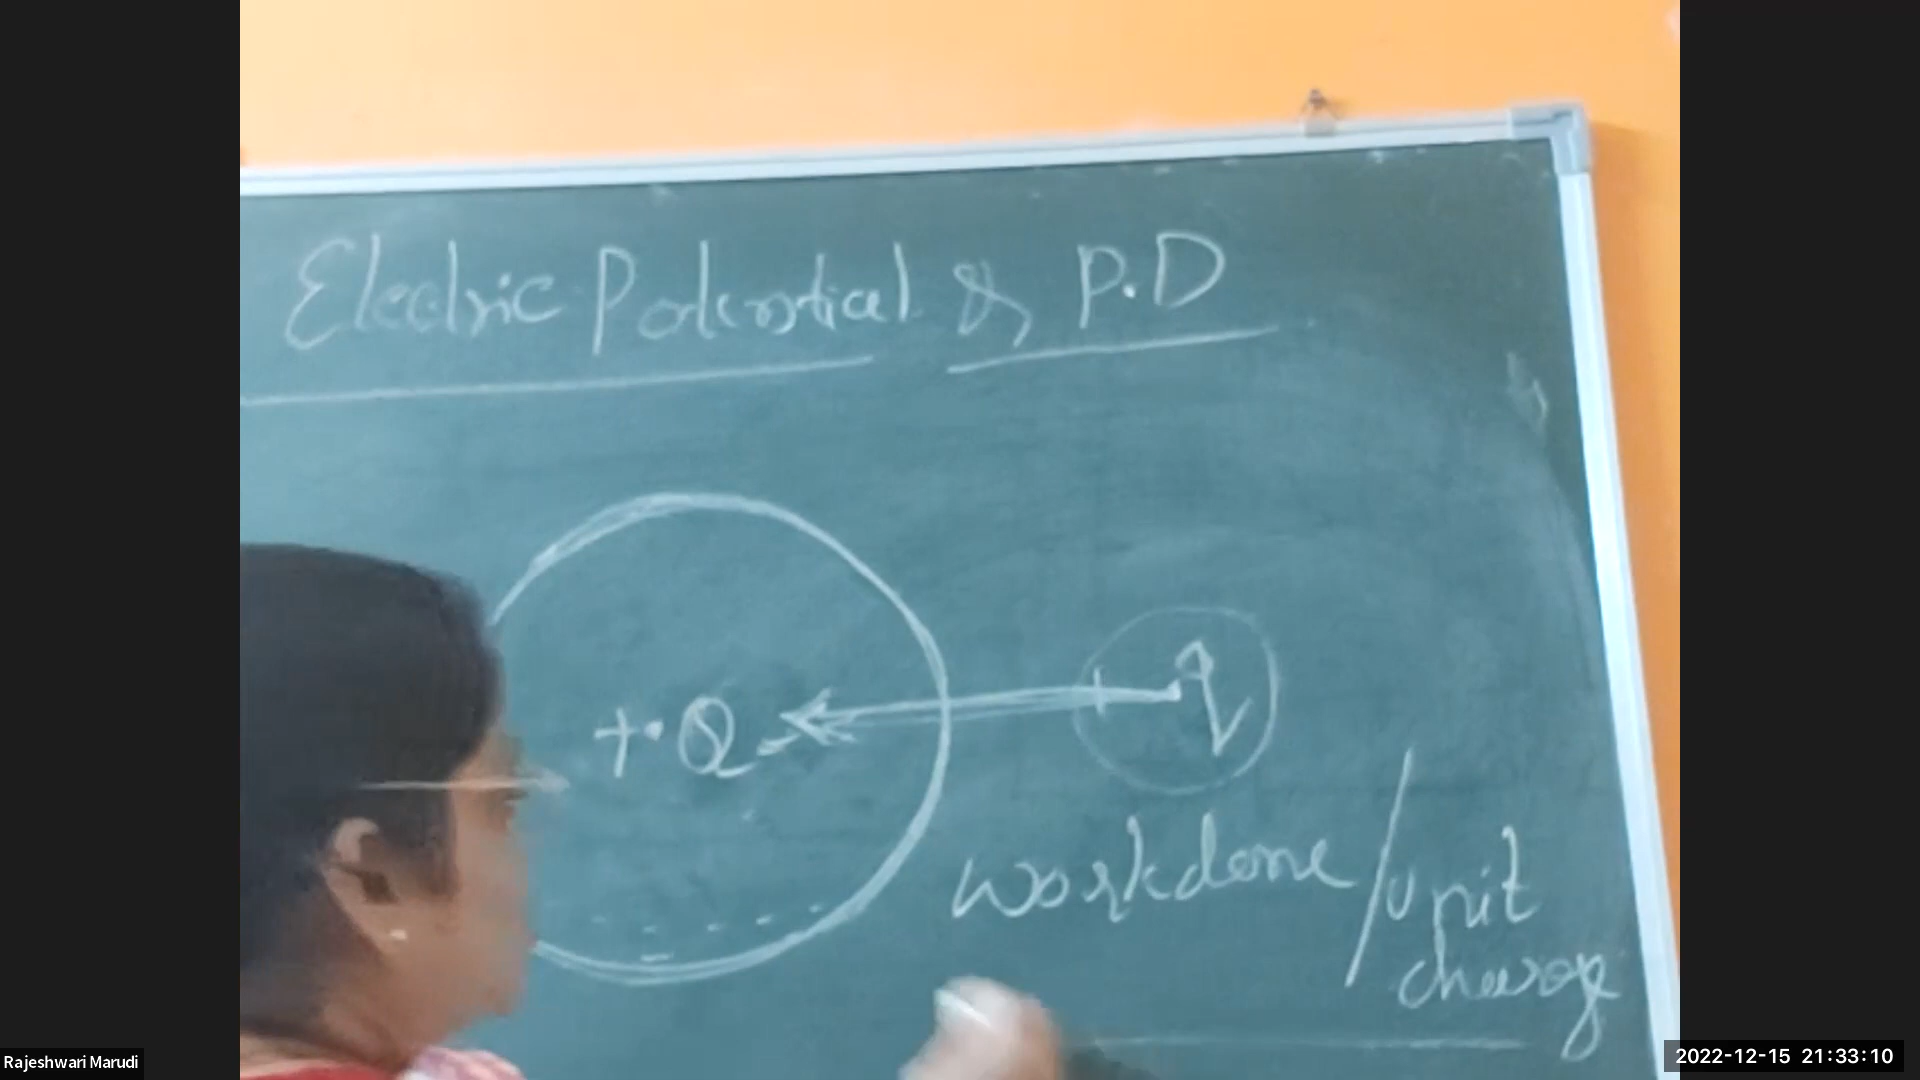 Electric Potential & P.D
+. Q
q
workdone / unit
charge
Rajeshwari Marudi
2022-12-15 21:33:10